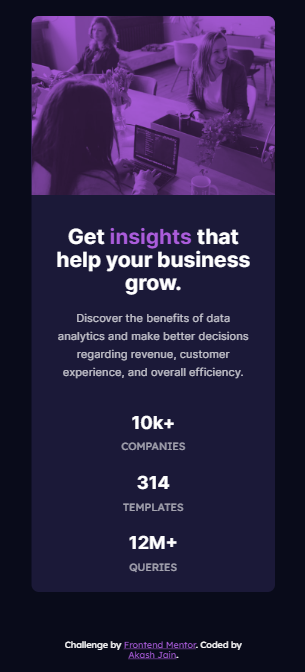 Get insights that
help your business
grow.
Discover the benefits of data
analytics and make better decisions
regarding revenue, customer
experience, and overall efficiency.
10k+
COMPANIES
314
TEMPLATES
12M+
QUERIES
Challenge by Frontend Mentor. Coded by
Akash Jain.